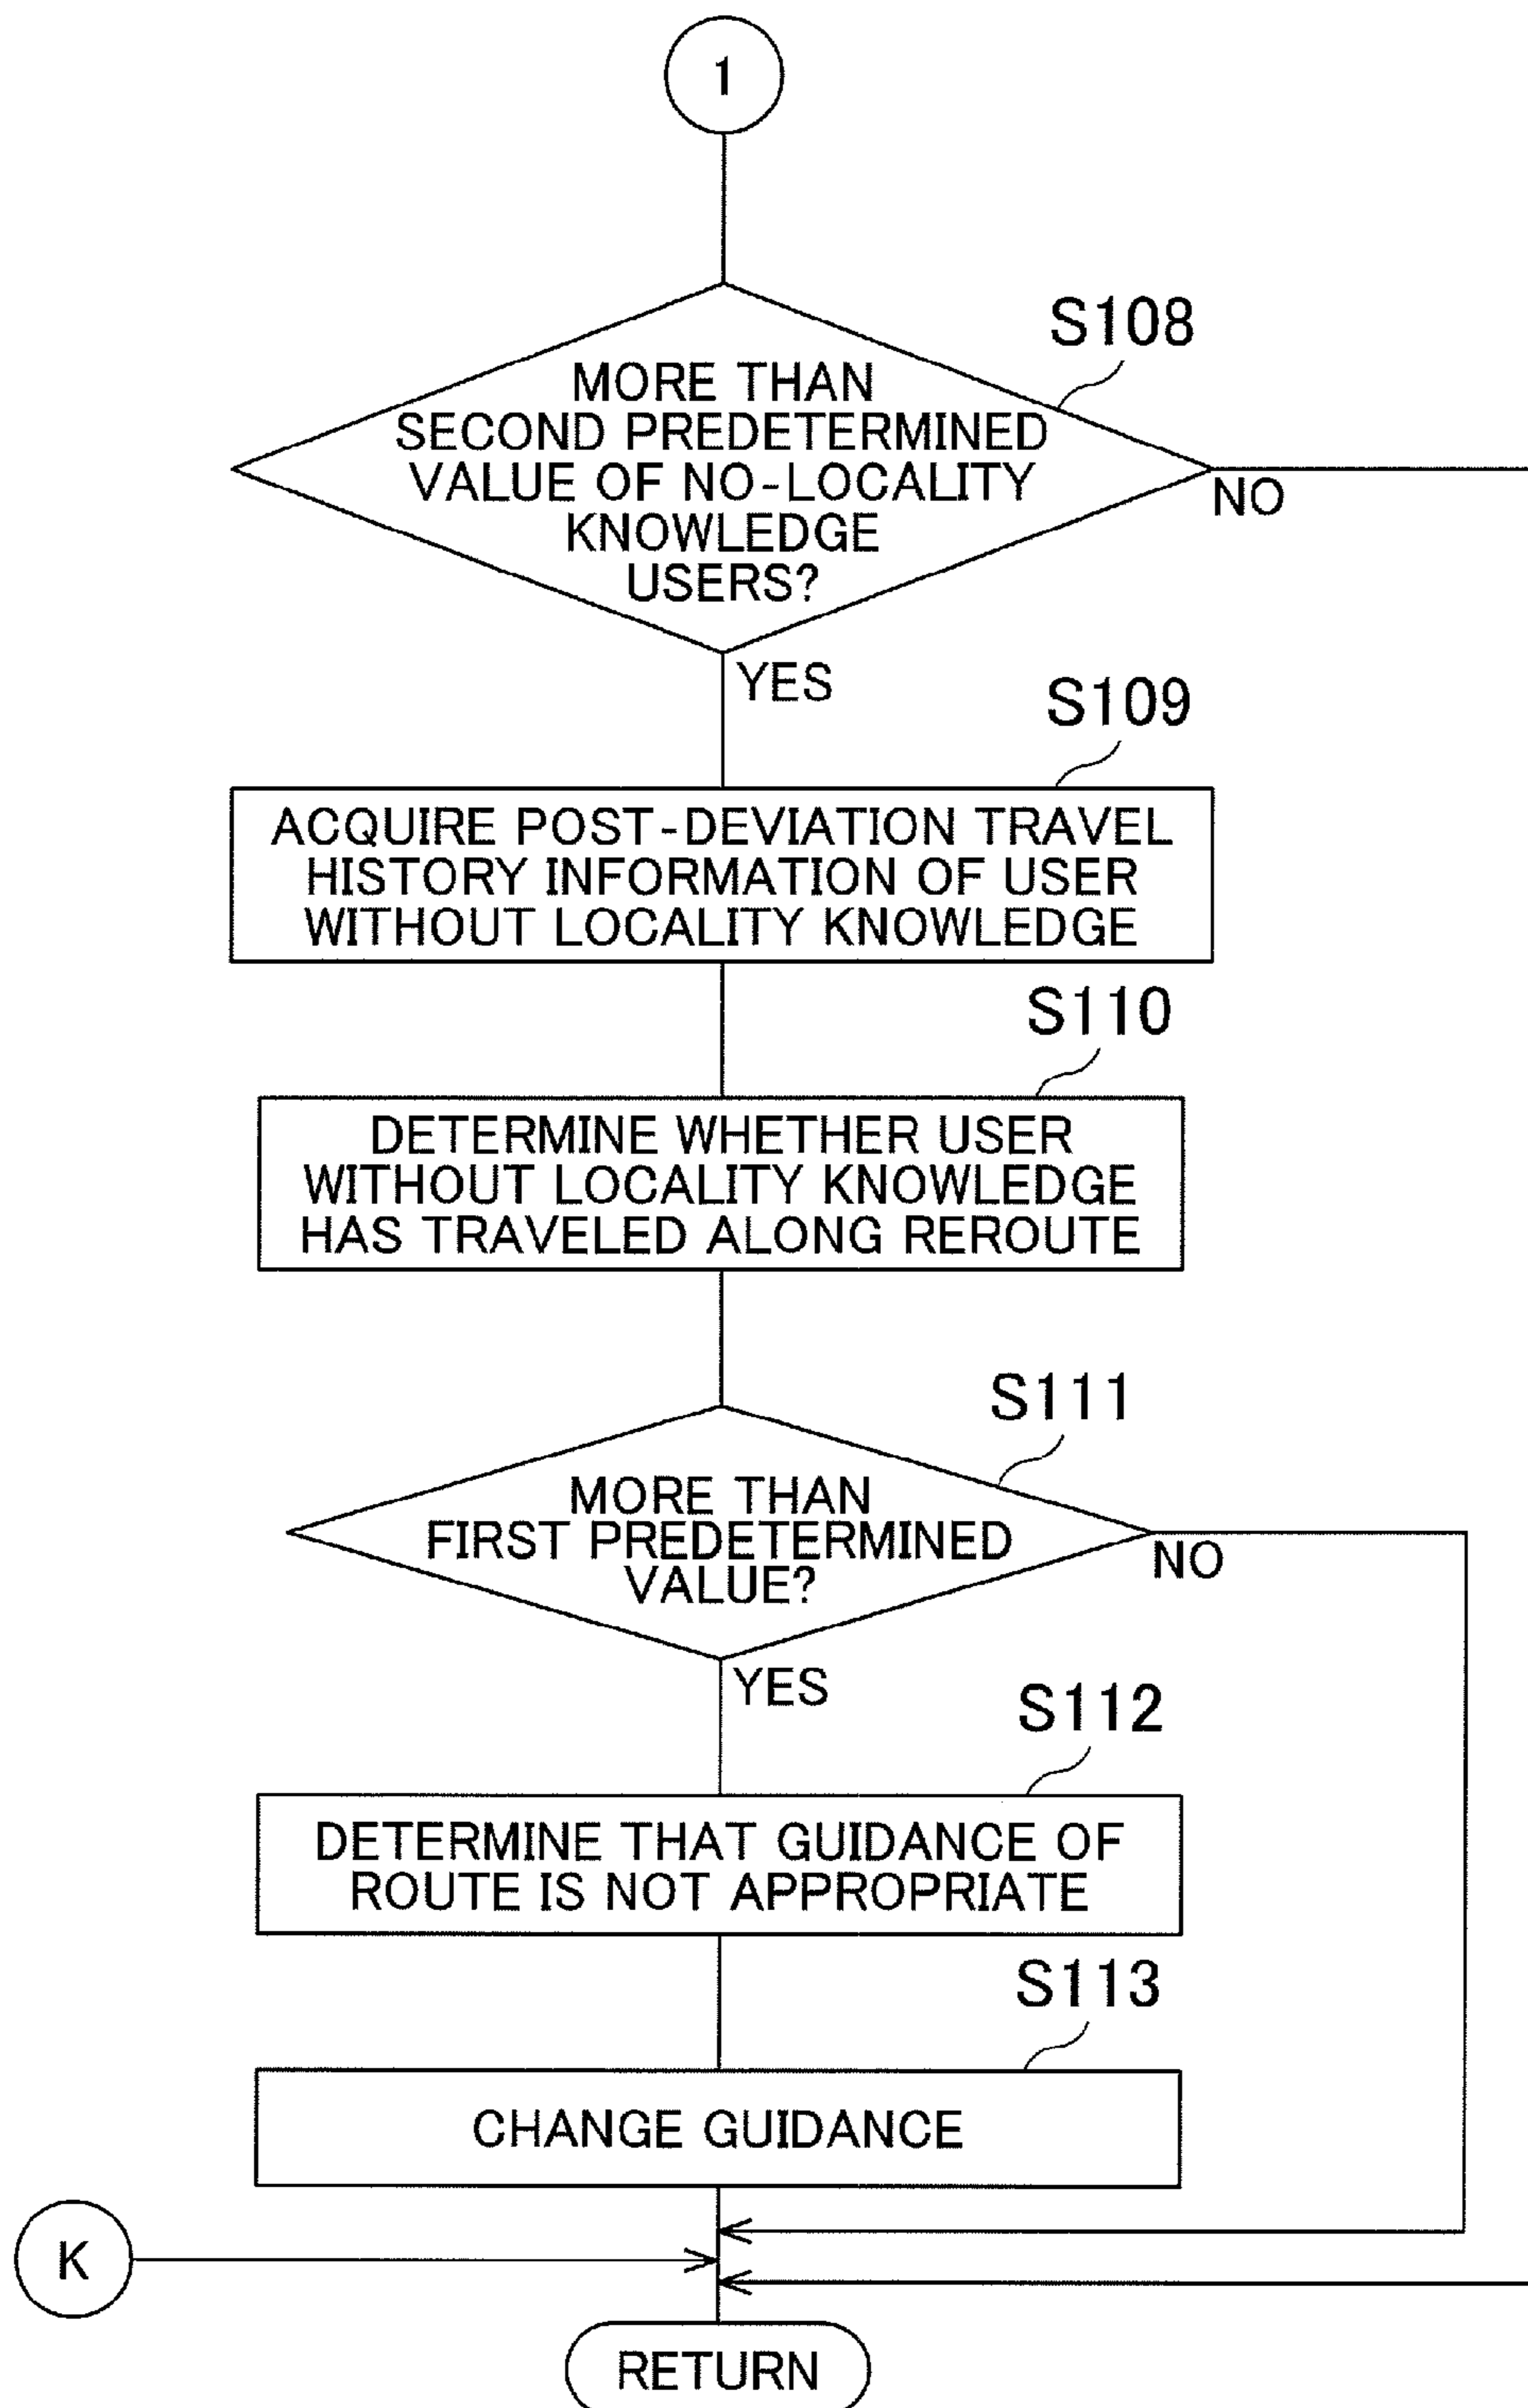 1
S108
MORE THAN
SECOND PREDETERMINED
VALUE OF NO-LOCALITY
KNOWLEDGE
USERS?
NO
YES
S109
ACQUIRE POST-DEVIATION TRAVEL
HISTORY INFORMATION OF USER
WITHOUT LOCALITY KNOWLEDGE
S110
DETERMINE WHETHER USER
WITHOUT LOCALITY KNOWLEDGE
HAS TRAVELED ALONG REROUTE
S111
MORE THAN
FIRST PREDETERMINED
VALUE?
NO
YES
S112
DETERMINE THAT GUIDANCE OF
ROUTE IS NOT APPROPRIATE
S113
CHANGE GUIDANCE
K
RETURN